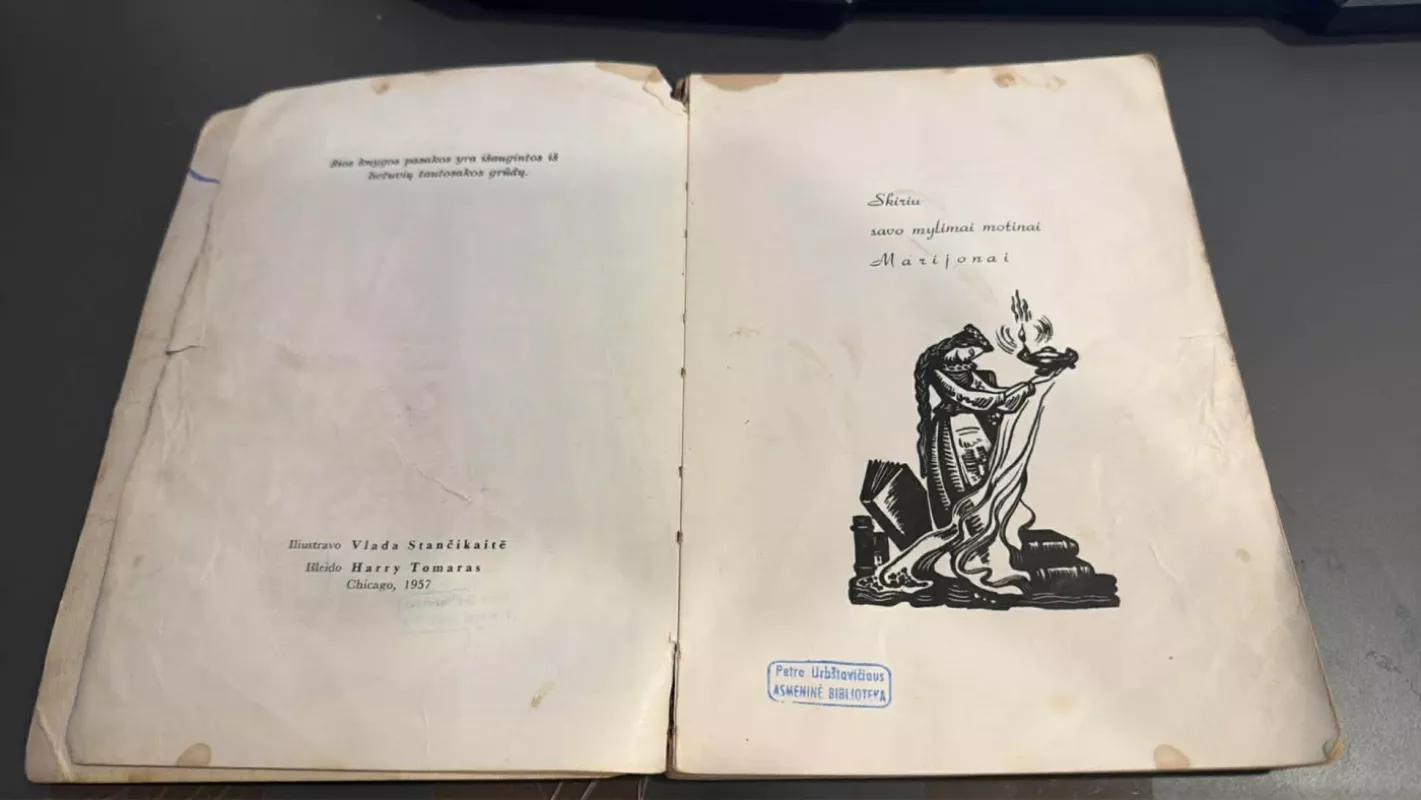 Šios knygos pasakos yra išaugintos iš
lietuvių tautosakos grūdų.
Iliustravo Vlada Stančikaitė
Išleido Harry Tomaras
Chicago, 1957
Skiriu
savo mylimai motinai
Marijonai
Petro Urbštavičiaus
ASMENINĖ BIBLIOTEKA